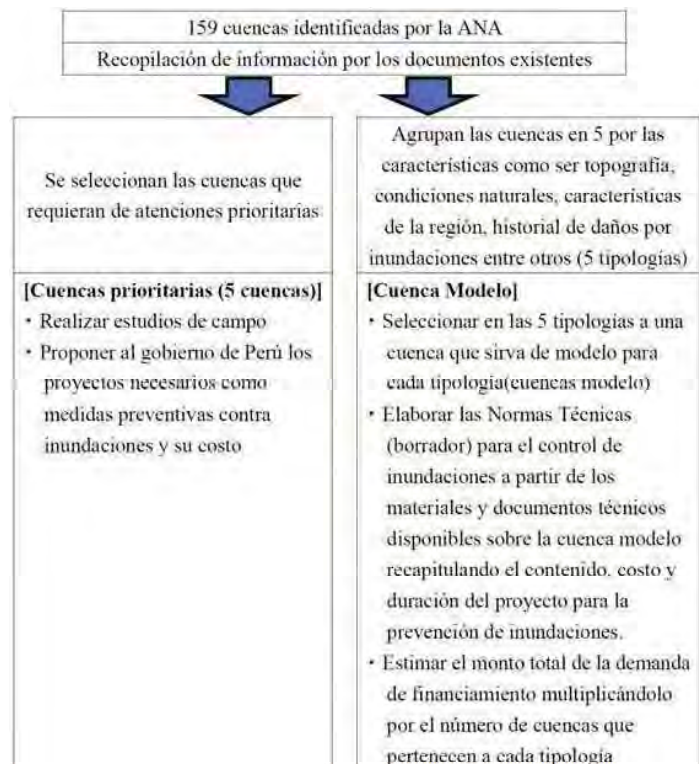 159 cuencas identificadas por la ANA
Recopilación de información por los documentos existentes
Se seleccionan las cuencas que
requieran de atenciones prioritarias
[Cuencas prioritarias (5 cuencas)]
・Realizar estudios de campo
・Proponer al gobierno de Perú los
proyectos necesarios como
medidas preventivas contra
inundaciones y su costo
Agrupan las cuencas en 5 por las
características como ser topografía,
condiciones naturales, características
de la región, historial de daños por
inundaciones entre otros (5 tipologías)
[Cuenca Modelo]
・Seleccionar en las 5 tipologías a una
cuenca que sirva de modelo para
cada tipología(cuencas modelo)
・Elaborar las Normas Técnicas
(borrador) para el control de
inundaciones a partir de los
materiales y documentos técnicos
disponibles sobre la cuenca modelo
recapitulando el contenido, costo y
duración del proyecto para la
prevención de inundaciones.
・Estimar el monto total de la demanda
de financiamiento multiplicándolo
por el número de cuencas que
pertenecen a cada tipología